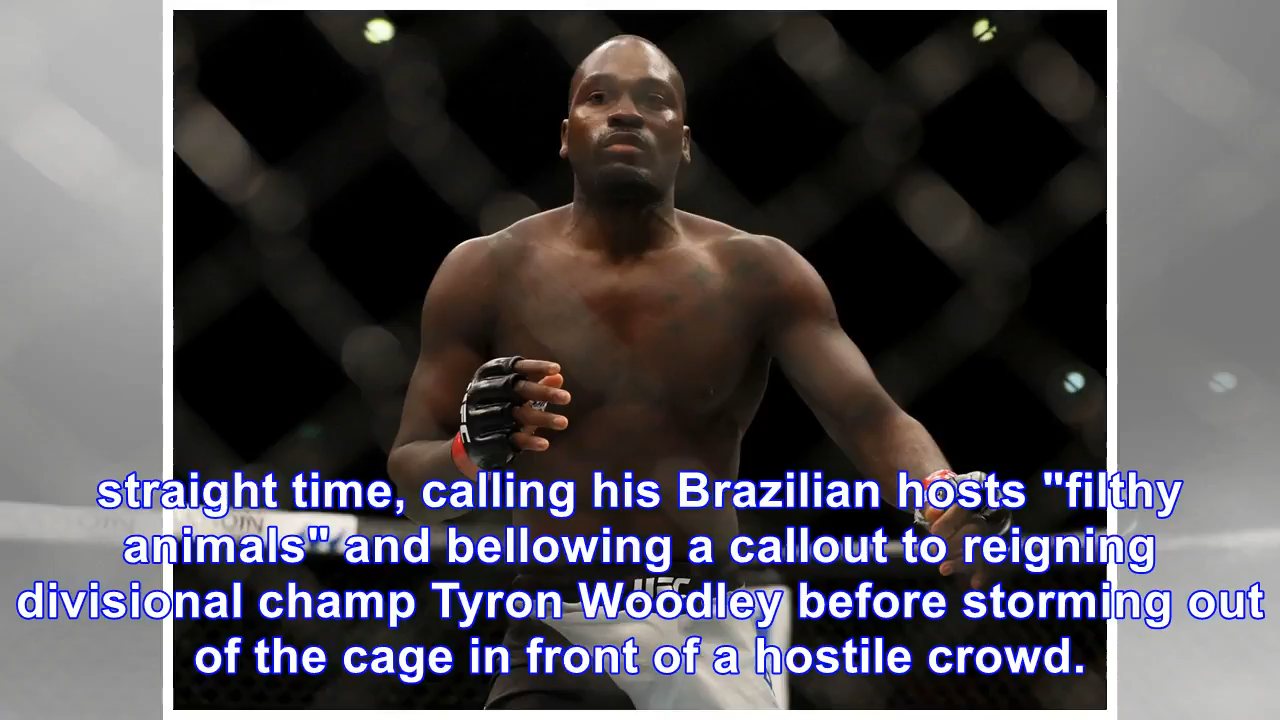 straight time, calling his Brazilian hosts "filthy
animals" and bellowing a callout to reigning
divisional champ Tyron Woodley before storming out
of the cage in front of a hostile crowd.
UFC